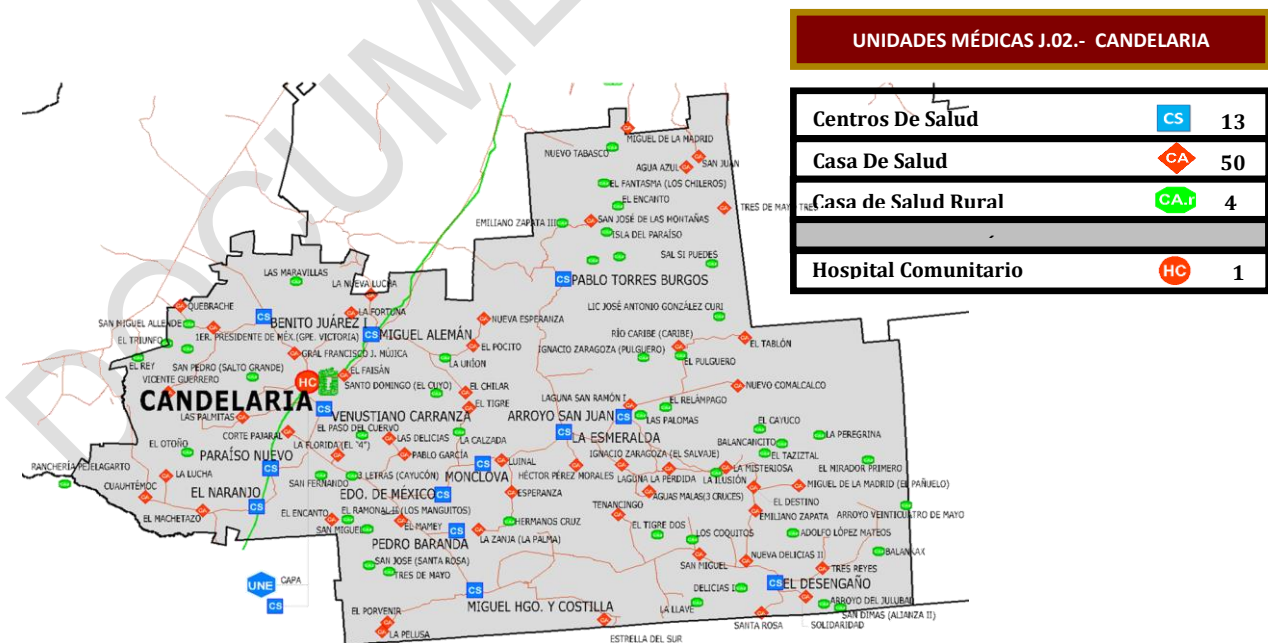 DOCUME
UNIDADES MÉDICAS J.02.- CANDELARIA
Centros De Salud CS 13
Casa De Salud CA 50
Casa de Salud Rural CA.r 4
Hospital Comunitario HC 1
MIGUEL DE LA MADRID
NUEVO TABASCO
AGUA AZUL
SAN JUAN
EL FANTASMA (LOS CHILEROS)
EL ENCANTO
TRES DE MAYO TRES
EMILIANO ZAPATA III
SAN JOSÉ DE LAS MONTAÑAS
ISLA DEL PARAÍSO
SAL SI PUEDES
LAS MARAVILLAS
LA NUEVA LUCHA
PABLO TORRES BURGOS
QUEBRACHE
LA FORTUNA
LIC JOSÉ ANTONIO GONZÁLEZ CURI
SAN MIGUEL ALLENDE
BENITO JUÁREZ I
NUEVA ESPERANZA
1ER. PRESIDENTE DE MÉX.(GPE. VICTORIA)
MIGUEL ALEMÁN
RÍO CARIBE (CARIBE)
EL TRIUNFO
EL TABLÓN
EL POCITO
IGNACIO ZARAGOZA (PULGUERO)
GRAL FRANCISCO J. MÚJICA
EL REY
SAN PEDRO (SALTO GRANDE)
LA UNION
EL PULGUERO
EL FAISÁN
VICENTE GUERRERO
HC
SANTO DOMINGO (EL CUYO)
EL CHILAR
NUEVO COMALCALCO
CANDELARIA
LAGUNA SAN RAMÓN I
EL TIGRE
EL RELÁMPAGO
LAS PALMITAS
VENUSTIANO CARRANZA
ARROYO SAN JUAN
LAS PALOMAS
EL PASO DEL CUERVO
EL CAYUCO
CORTE PAJARAL
LAS DELICIAS
LA CALZADA
LA ESMERALDA
LA PEREGRINA
EL OTOÑO
LA FLORIDA (EL "4")
BALANCANCITO
PARAÍSO NUEVO
PABLO GARCÍA
IGNACIO ZARAGOZA (EL SALVAJE)
EL TAZIZTAL
LUINAL
RANCHERÍA PEJELAGARTO
LA LUCHA
3 LETRAS (CAYUCÓN)
MONCLOVA
HÉCTOR PÉREZ MORALES
LAGUNA LA PERDIDA
LA MISTERIOSA
EL MIRADOR PRIMERO
CUAUHTÉMOC
SAN FERNANDO
LA ILUSIÓN
MIGUEL DE LA MADRID (EL PAÑUELO)
EL NARANJO
EDO. DE MÉXICO
ESPERANZA
AGUAS MALAS(3 CRUCES)
EL DESTINO
EL MACHETAZO
EL ENCANTO
EL RAMONAL II (LOS MANGUITOS)
TENANCINGO
EMILIANO ZAPATA
ARROYO VEINTICUATRO DE MAYO
SAN MIGUEL
EL MAMEY
HERMANOS CRUZ
EL TIGRE DOS
LOS COQUITOS
ADOLFO LÓPEZ MATEOS
PEDRO BARANDA
LA ZANJA (LA PALMA)
BALANKAX
SAN JOSE (SANTA ROSA)
SAN MIGUEL
NUEVA DELICIAS II
TRES DE MAYO
TRES REYES
UNE
CAPA
CS
DELICIAS I
EL DESENGAÑO
MIGUEL HGO. Y COSTILLA
LA LLAVE
ARROYO DEL JULUBAL
EL PORVENIR
SAN DIMAS (ALIANZA II)
LA PELUSA
SANTA ROSA
SOLIDARIDAD
ESTRELLA DEL SUR